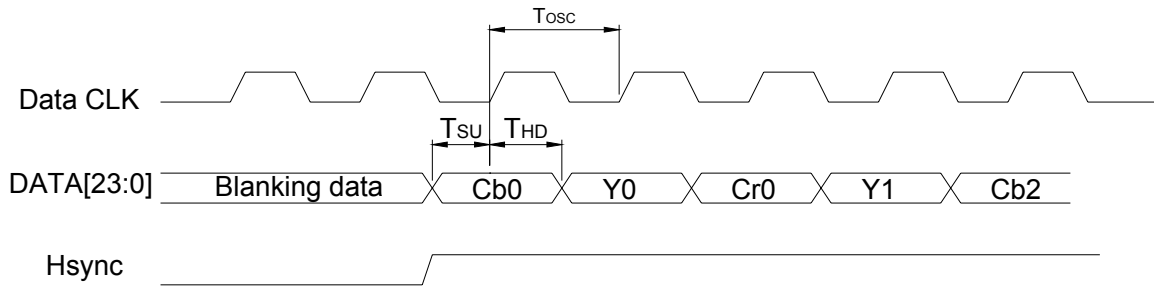 Tosc
Data CLK
TSU THD
DATA[23:0] Blanking data Cb0 Y0 Cr0 Y1 Cb2
Hsync